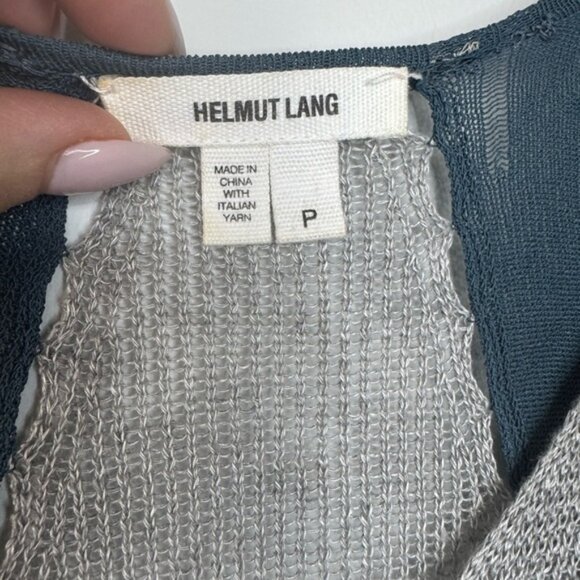 HELMUT LANG
MADE IN
CHINA
WITH
ITALIAN
YARN
P